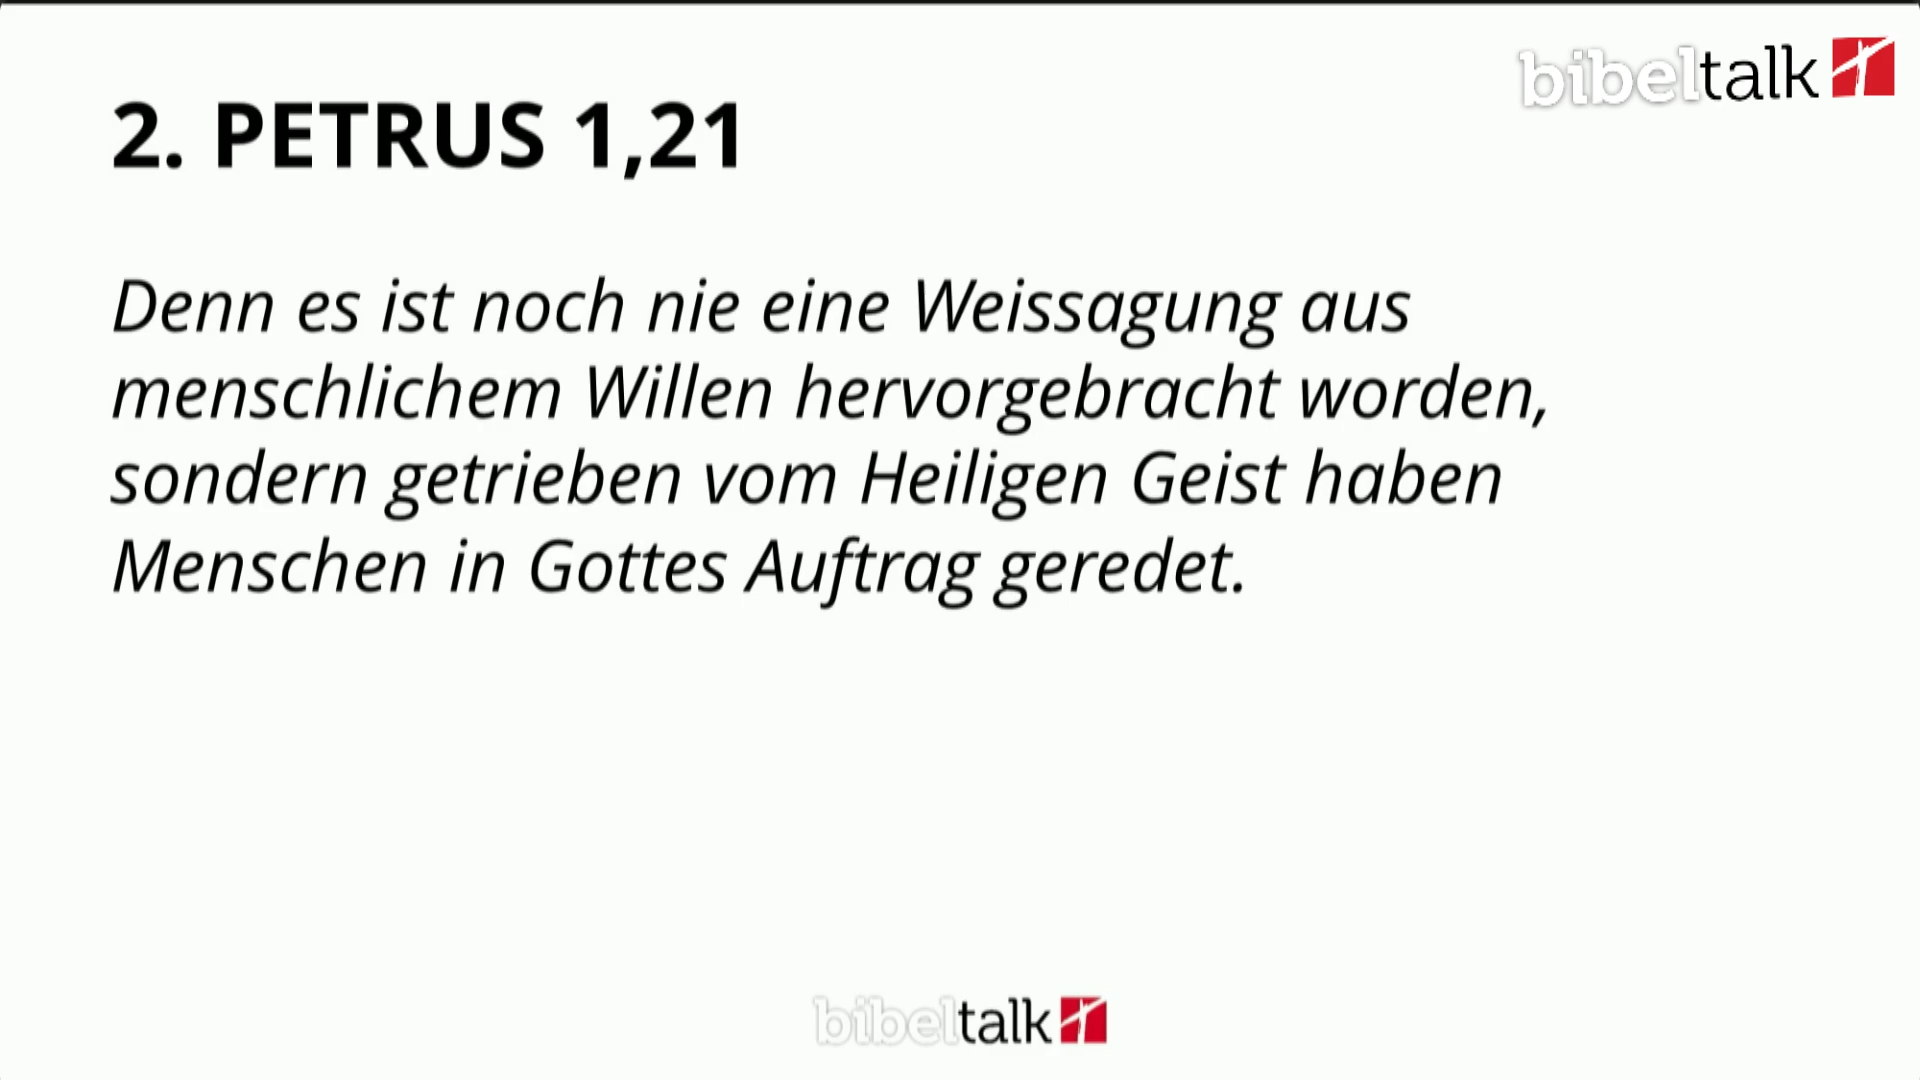 bibeltalk
2. PETRUS 1,21
Denn es ist noch nie eine Weissagung aus
menschlichem Willen hervorgebracht worden,
sondern getrieben vom Heiligen Geist haben
Menschen in Gottes Auftrag geredet.
bibeltalk